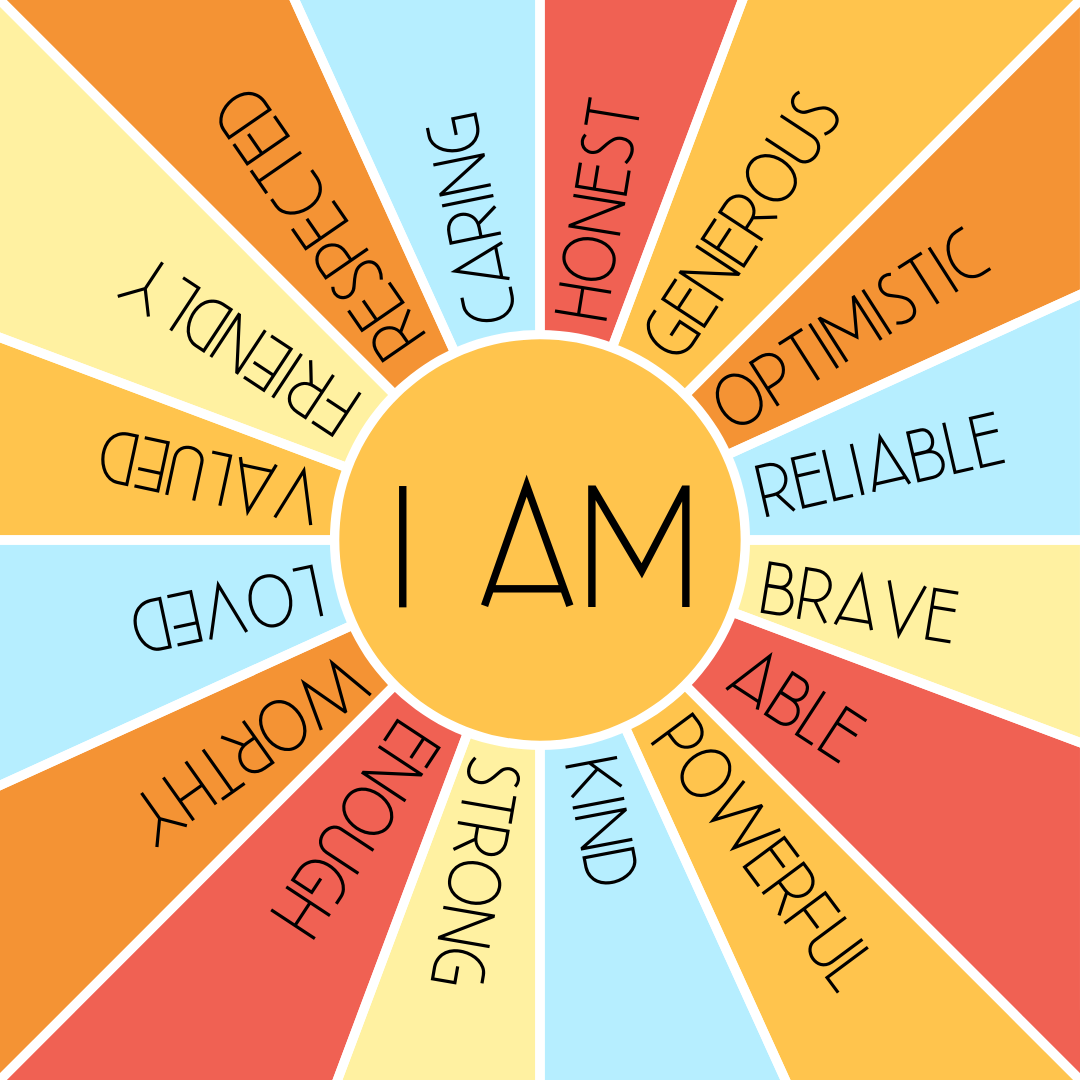 I AM
HONEST
GENEROUS
OPTIMISTIC
RELIABLE
BRAVE
ABLE
POWERFUL
KIND
STRONG
ENOUGH
WORTHY
LOVED
VALUED
FRIENDLY
RESPECTED
CARING